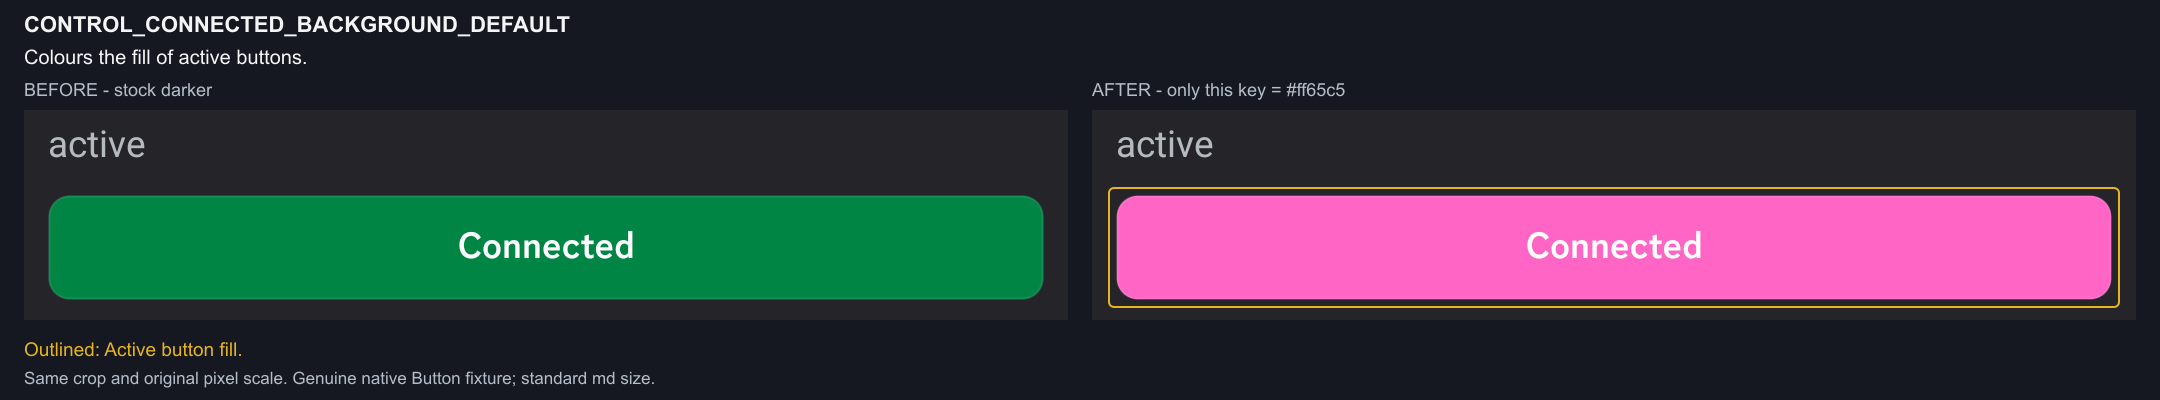 CONTROL_CONNECTED_BACKGROUND_DEFAULT
Colours the fill of active buttons.
BEFORE - stock darker
active
Connected
AFTER - only this key = #ff65c5
active
Connected
Outlined: Active button fill.
Same crop and original pixel scale. Genuine native Button fixture; standard md size.